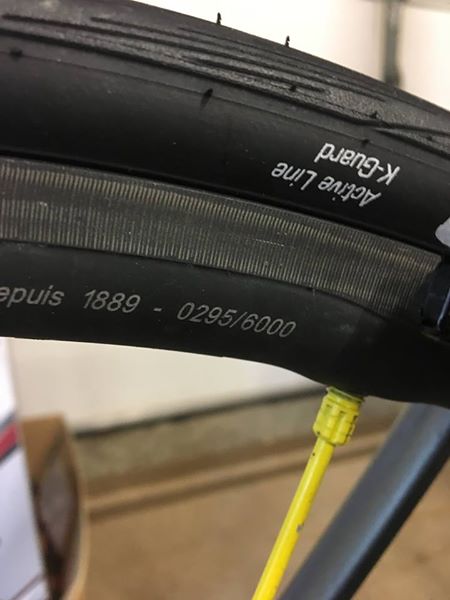 Active Line
K-Guard
epuis 1889 - 0295/6000